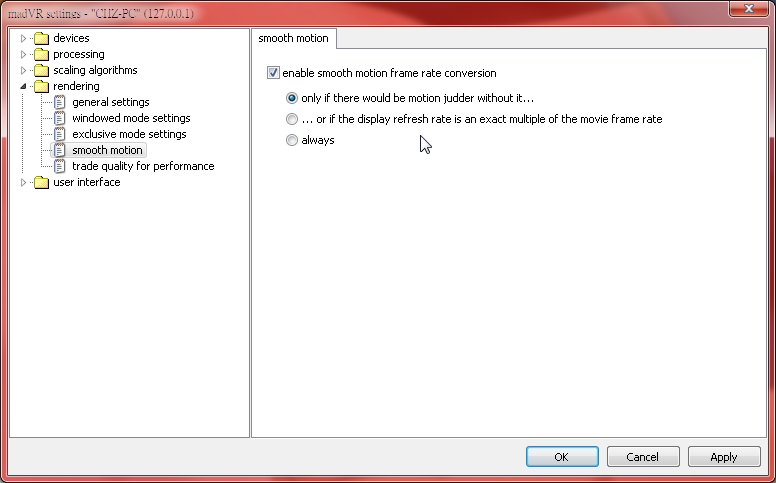 madVR settings - "CHZ-PC" (127.0.0.1)
devices
processing
scaling algorithms
rendering
general settings
windowed mode settings
exclusive mode settings
smooth motion
trade quality for performance
user interface
smooth motion
enable smooth motion frame rate conversion
only if there would be motion judder without it...
... or if the display refresh rate is an exact multiple of the movie frame rate
always
OK Cancel Apply